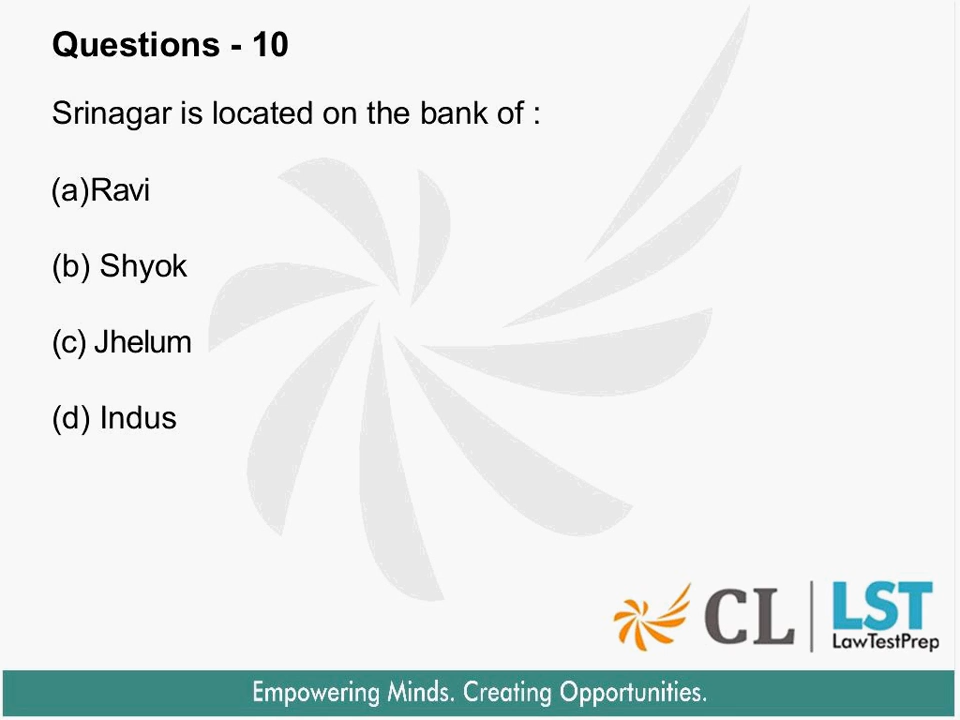 Questions - 10
Srinagar is located on the bank of :
(a)Ravi
(b) Shyok
(c) Jhelum
(d) Indus
CL | LST
LawTestPrep
Empowering Minds. Creating Opportunities.